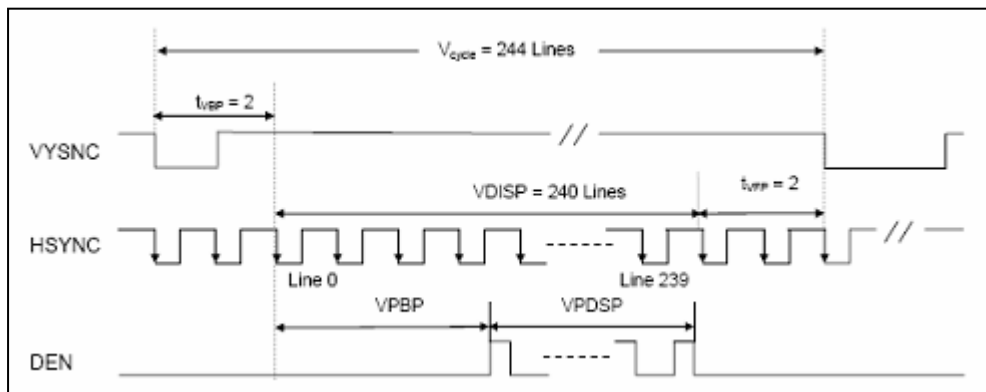 Vcycle = 244 Lines
tVBP = 2
VYSNC
VDISP = 240 Lines
tVFP = 2
HSYNC
Line 0
Line 239
VPBP
VPDSP
DEN